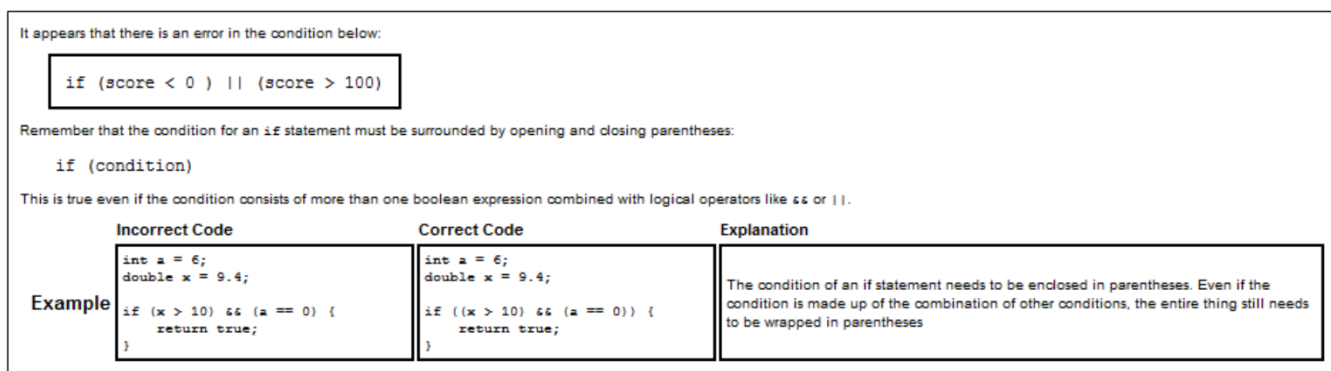 It appears that there is an error in the condition below:
if (score < 0 ) || (score > 100)
Remember that the condition for an if statement must be surrounded by opening and closing parentheses:
if (condition)
This is true even if the condition consists of more than one boolean expression combined with logical operators like && or ||.
Incorrect Code Correct Code Explanation
Example
int a = 6;
double x = 9.4;
if (x > 10) && (a == 0) {
return true;
}
int a = 6;
double x = 9.4;
if ((x > 10) && (a == 0)) {
return true;
}
The condition of an if statement needs to be enclosed in parentheses. Even if the
condition is made up of the combination of other conditions, the entire thing still needs
to be wrapped in parentheses